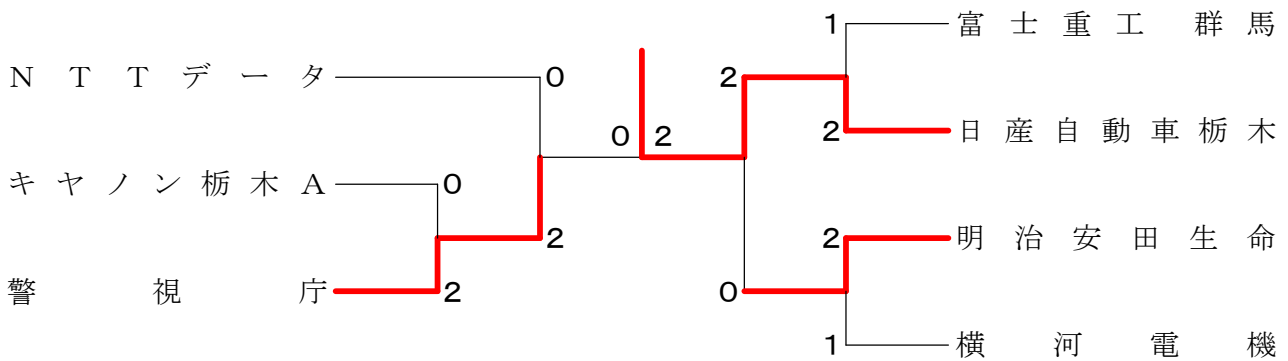 1 富士重工 群馬
NTTデータ 0 2
0 2 2 日産自動車栃木
キヤノン栃木A 0
2 2 明治安田生命
警視庁 2 0
1 横河電機